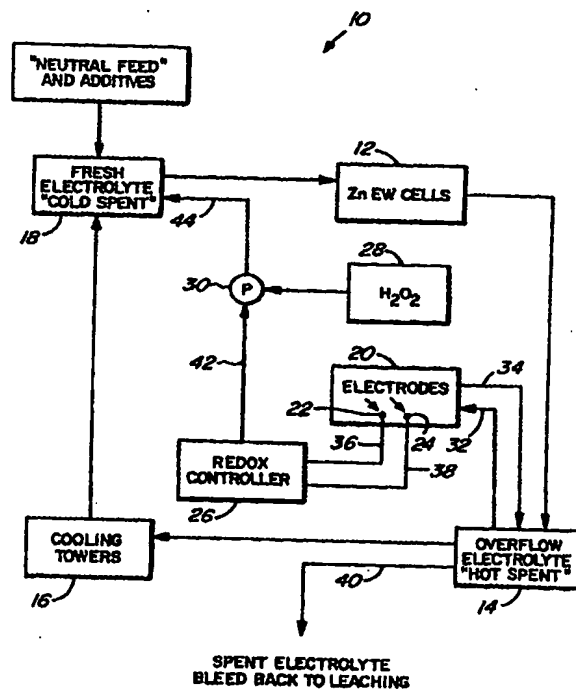 10
"NEUTRAL FEED"
AND ADDITIVES
FRESH
ELECTROLYTE
"COLD SPENT"
18
44
12
Zn EW CELLS
28
H2O2
30
P
42
20
ELECTRODES
34
22
24
32
36
38
REDOX
CONTROLLER
26
COOLING
TOWERS
16
OVERFLOW
ELECTROLYTE
"HOT SPENT"
14
40
SPENT ELECTROLYTE
BLEED BACK TO LEACHING